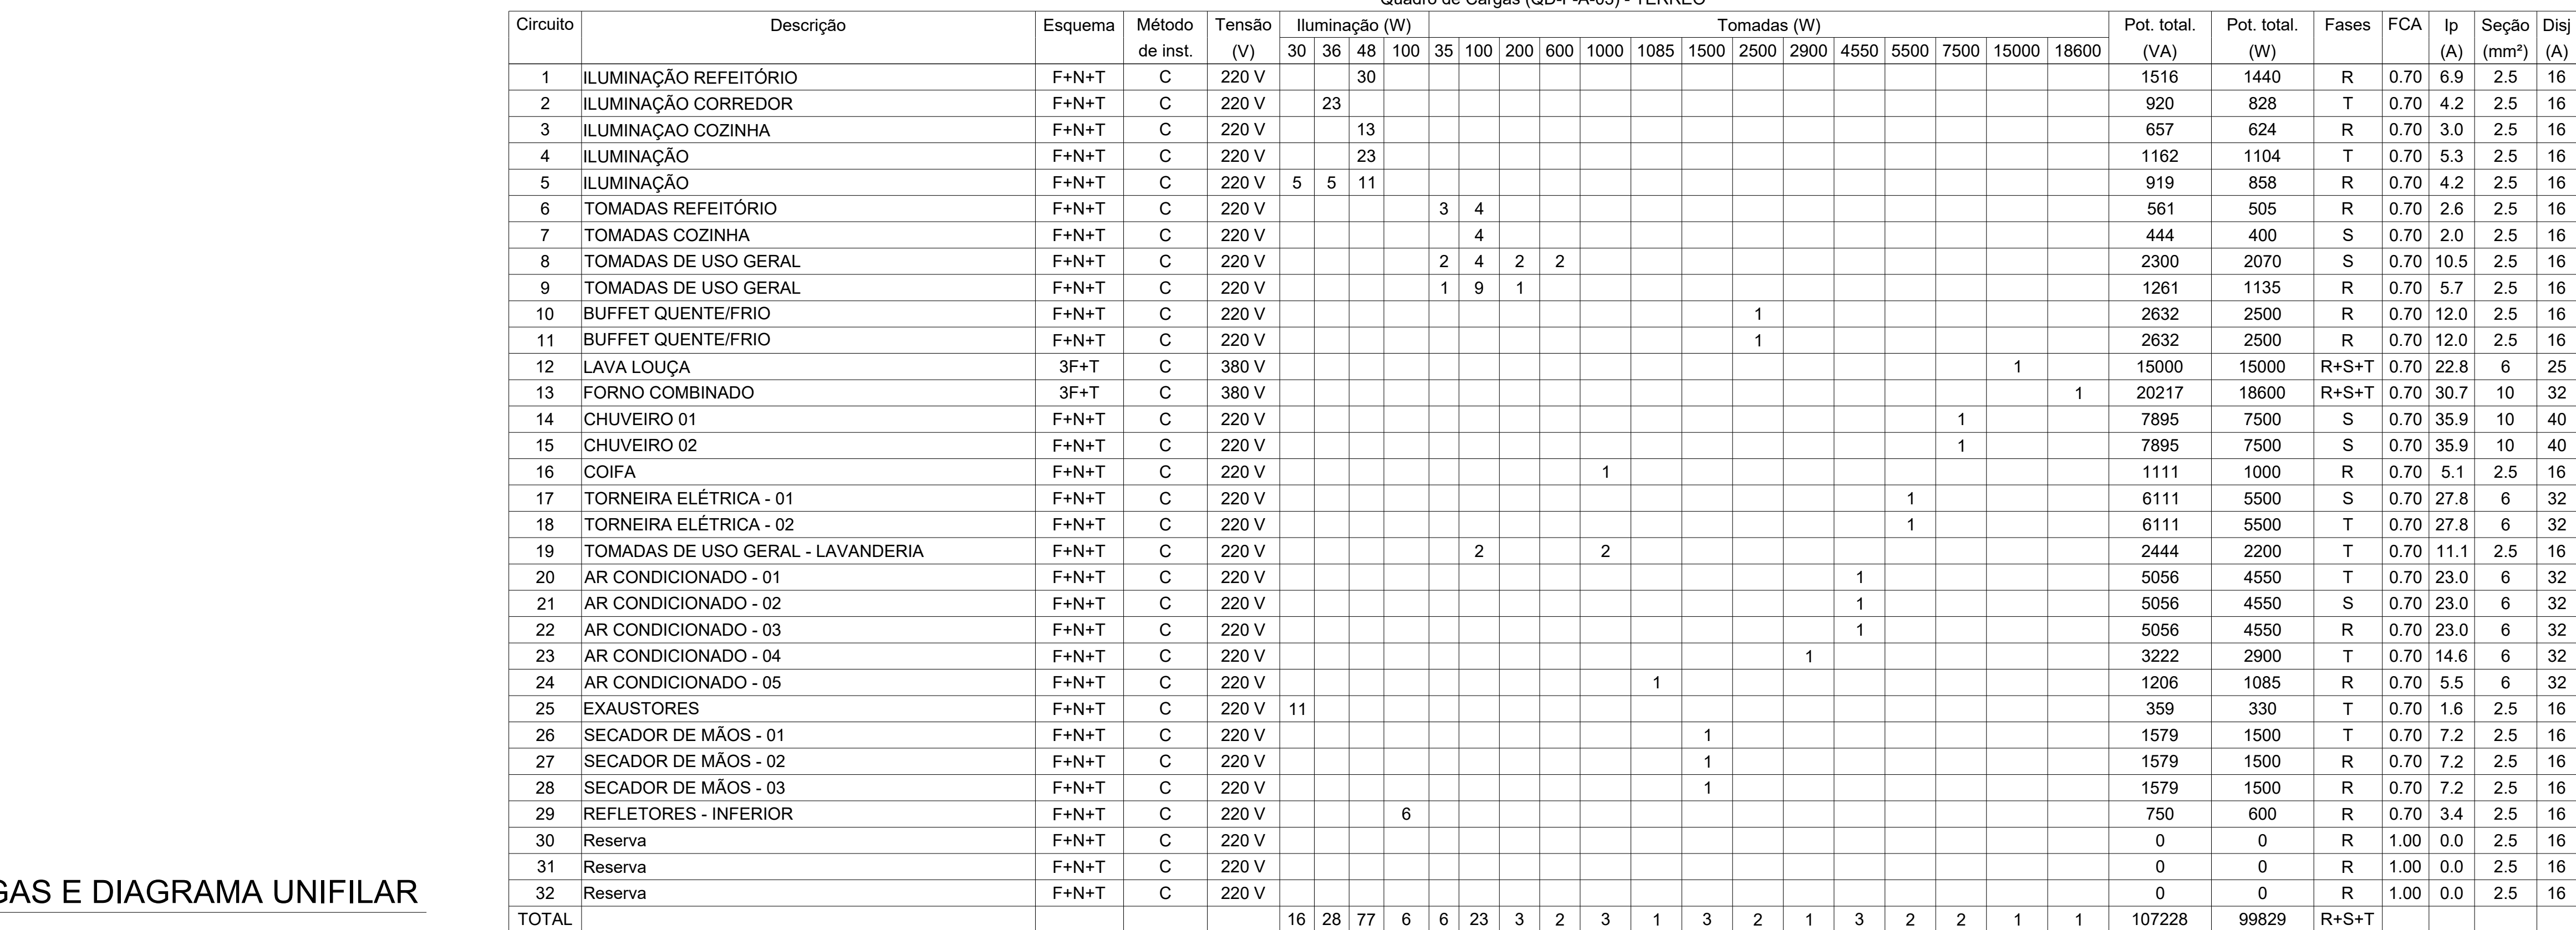 Quadro de Cargas (QD-P-A-03) - TÉRREO
Circuito Descrição Esquema Método Tensão Iluminação (W) Tomadas (W) Pot. total. Pot. total. Fases FCA Ip Seção Disj
de inst. (V) 30 36 48 100 35 100 200 600 1000 1085 1500 2500 2900 4550 5500 7500 15000 18600 (VA) (W) (A) (mm²) (A)
1 ILUMINAÇÃO REFEITÓRIO F+N+T C 220 V 30 1516 1440 R 0.70 6.9 2.5 16
2 ILUMINAÇÃO CORREDOR F+N+T C 220 V 23 920 828 T 0.70 4.2 2.5 16
3 ILUMINAÇAO COZINHA F+N+T C 220 V 13 657 624 R 0.70 3.0 2.5 16
4 ILUMINAÇÃO F+N+T C 220 V 23 1162 1104 T 0.70 5.3 2.5 16
5 ILUMINAÇÃO F+N+T C 220 V 5 5 11 919 858 R 0.70 4.2 2.5 16
6 TOMADAS REFEITÓRIO F+N+T C 220 V 3 4 561 505 R 0.70 2.6 2.5 16
7 TOMADAS COZINHA F+N+T C 220 V 4 444 400 S 0.70 2.0 2.5 16
8 TOMADAS DE USO GERAL F+N+T C 220 V 2 4 2 2 2300 2070 S 0.70 10.5 2.5 16
9 TOMADAS DE USO GERAL F+N+T C 220 V 1 9 1 1261 1135 R 0.70 5.7 2.5 16
10 BUFFET QUENTE/FRIO F+N+T C 220 V 1 2632 2500 R 0.70 12.0 2.5 16
11 BUFFET QUENTE/FRIO F+N+T C 220 V 1 2632 2500 R 0.70 12.0 2.5 16
12 LAVA LOUÇA 3F+T C 380 V 1 15000 15000 R+S+T 0.70 22.8 6 25
13 FORNO COMBINADO 3F+T C 380 V 1 20217 18600 R+S+T 0.70 30.7 10 32
14 CHUVEIRO 01 F+N+T C 220 V 1 7895 7500 S 0.70 35.9 10 40
15 CHUVEIRO 02 F+N+T C 220 V 1 7895 7500 S 0.70 35.9 10 40
16 COIFA F+N+T C 220 V 1 1111 1000 R 0.70 5.1 2.5 16
17 TORNEIRA ELÉTRICA - 01 F+N+T C 220 V 1 6111 5500 S 0.70 27.8 6 32
18 TORNEIRA ELÉTRICA - 02 F+N+T C 220 V 1 6111 5500 T 0.70 27.8 6 32
19 TOMADAS DE USO GERAL - LAVANDERIA F+N+T C 220 V 2 2 2444 2200 T 0.70 11.1 2.5 16
20 AR CONDICIONADO - 01 F+N+T C 220 V 1 5056 4550 T 0.70 23.0 6 32
21 AR CONDICIONADO - 02 F+N+T C 220 V 1 5056 4550 S 0.70 23.0 6 32
22 AR CONDICIONADO - 03 F+N+T C 220 V 1 5056 4550 R 0.70 23.0 6 32
23 AR CONDICIONADO - 04 F+N+T C 220 V 1 3222 2900 T 0.70 14.6 6 32
24 AR CONDICIONADO - 05 F+N+T C 220 V 1 1206 1085 R 0.70 5.5 6 32
25 EXAUSTORES F+N+T C 220 V 11 359 330 T 0.70 1.6 2.5 16
26 SECADOR DE MÃOS - 01 F+N+T C 220 V 1 1579 1500 T 0.70 7.2 2.5 16
27 SECADOR DE MÃOS - 02 F+N+T C 220 V 1 1579 1500 R 0.70 7.2 2.5 16
28 SECADOR DE MÃOS - 03 F+N+T C 220 V 1 1579 1500 R 0.70 7.2 2.5 16
29 REFLETORES - INFERIOR F+N+T C 220 V 6 750 600 R 0.70 3.4 2.5 16
30 Reserva F+N+T C 220 V 0 0 R 1.00 0.0 2.5 16
31 Reserva F+N+T C 220 V 0 0 R 1.00 0.0 2.5 16
32 Reserva F+N+T C 220 V 0 0 R 1.00 0.0 2.5 16
TOTAL 16 28 77 6 6 23 3 2 3 1 3 2 1 3 2 2 1 1 107228 99829 R+S+T
GAS E DIAGRAMA UNIFILAR